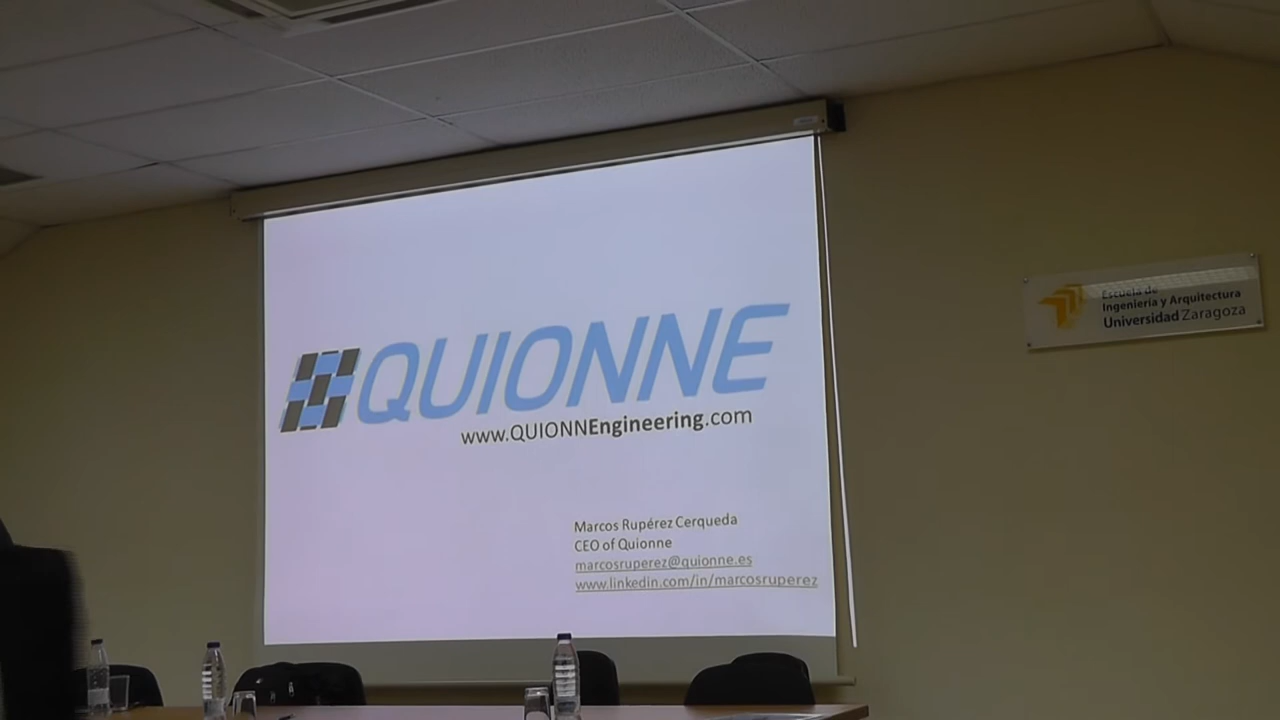 QUIONNE
www.QUIONNEngineering.com
Marcos Rupérez Cerqueda
CEO of Quionne
marcosruperez@quionne.es
www.linkedin.com/in/marcosruperez
Escuela de
Ingeniería y Arquitectura
Universidad Zaragoza